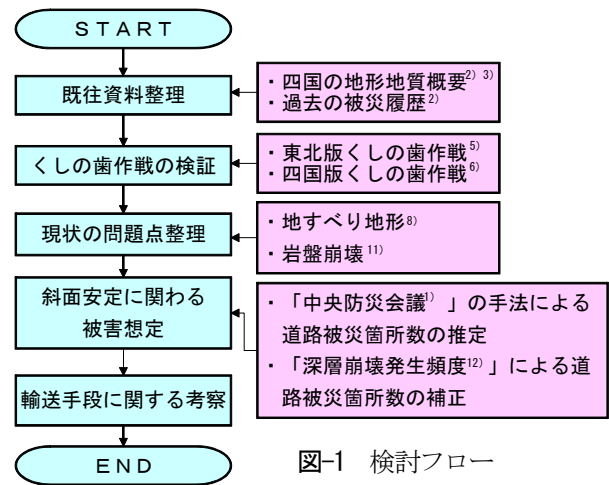 START
既往資料整理
・四国の地形地質概要2) 3)
・過去の被災履歴2)
くしの歯作戦の検証
・東北版くしの歯作戦5)
・四国版くしの歯作戦6)
現状の問題点整理
・地すべり地形8)
・岩盤崩壊11)
斜面安定に関わる
被害想定
・「中央防災会議1)」の手法による
道路被災箇所数の推定
・「深層崩壊発生頻度12)」による道
路被災箇所数の補正
輸送手段に関する考察
END
図-1 検討フロー